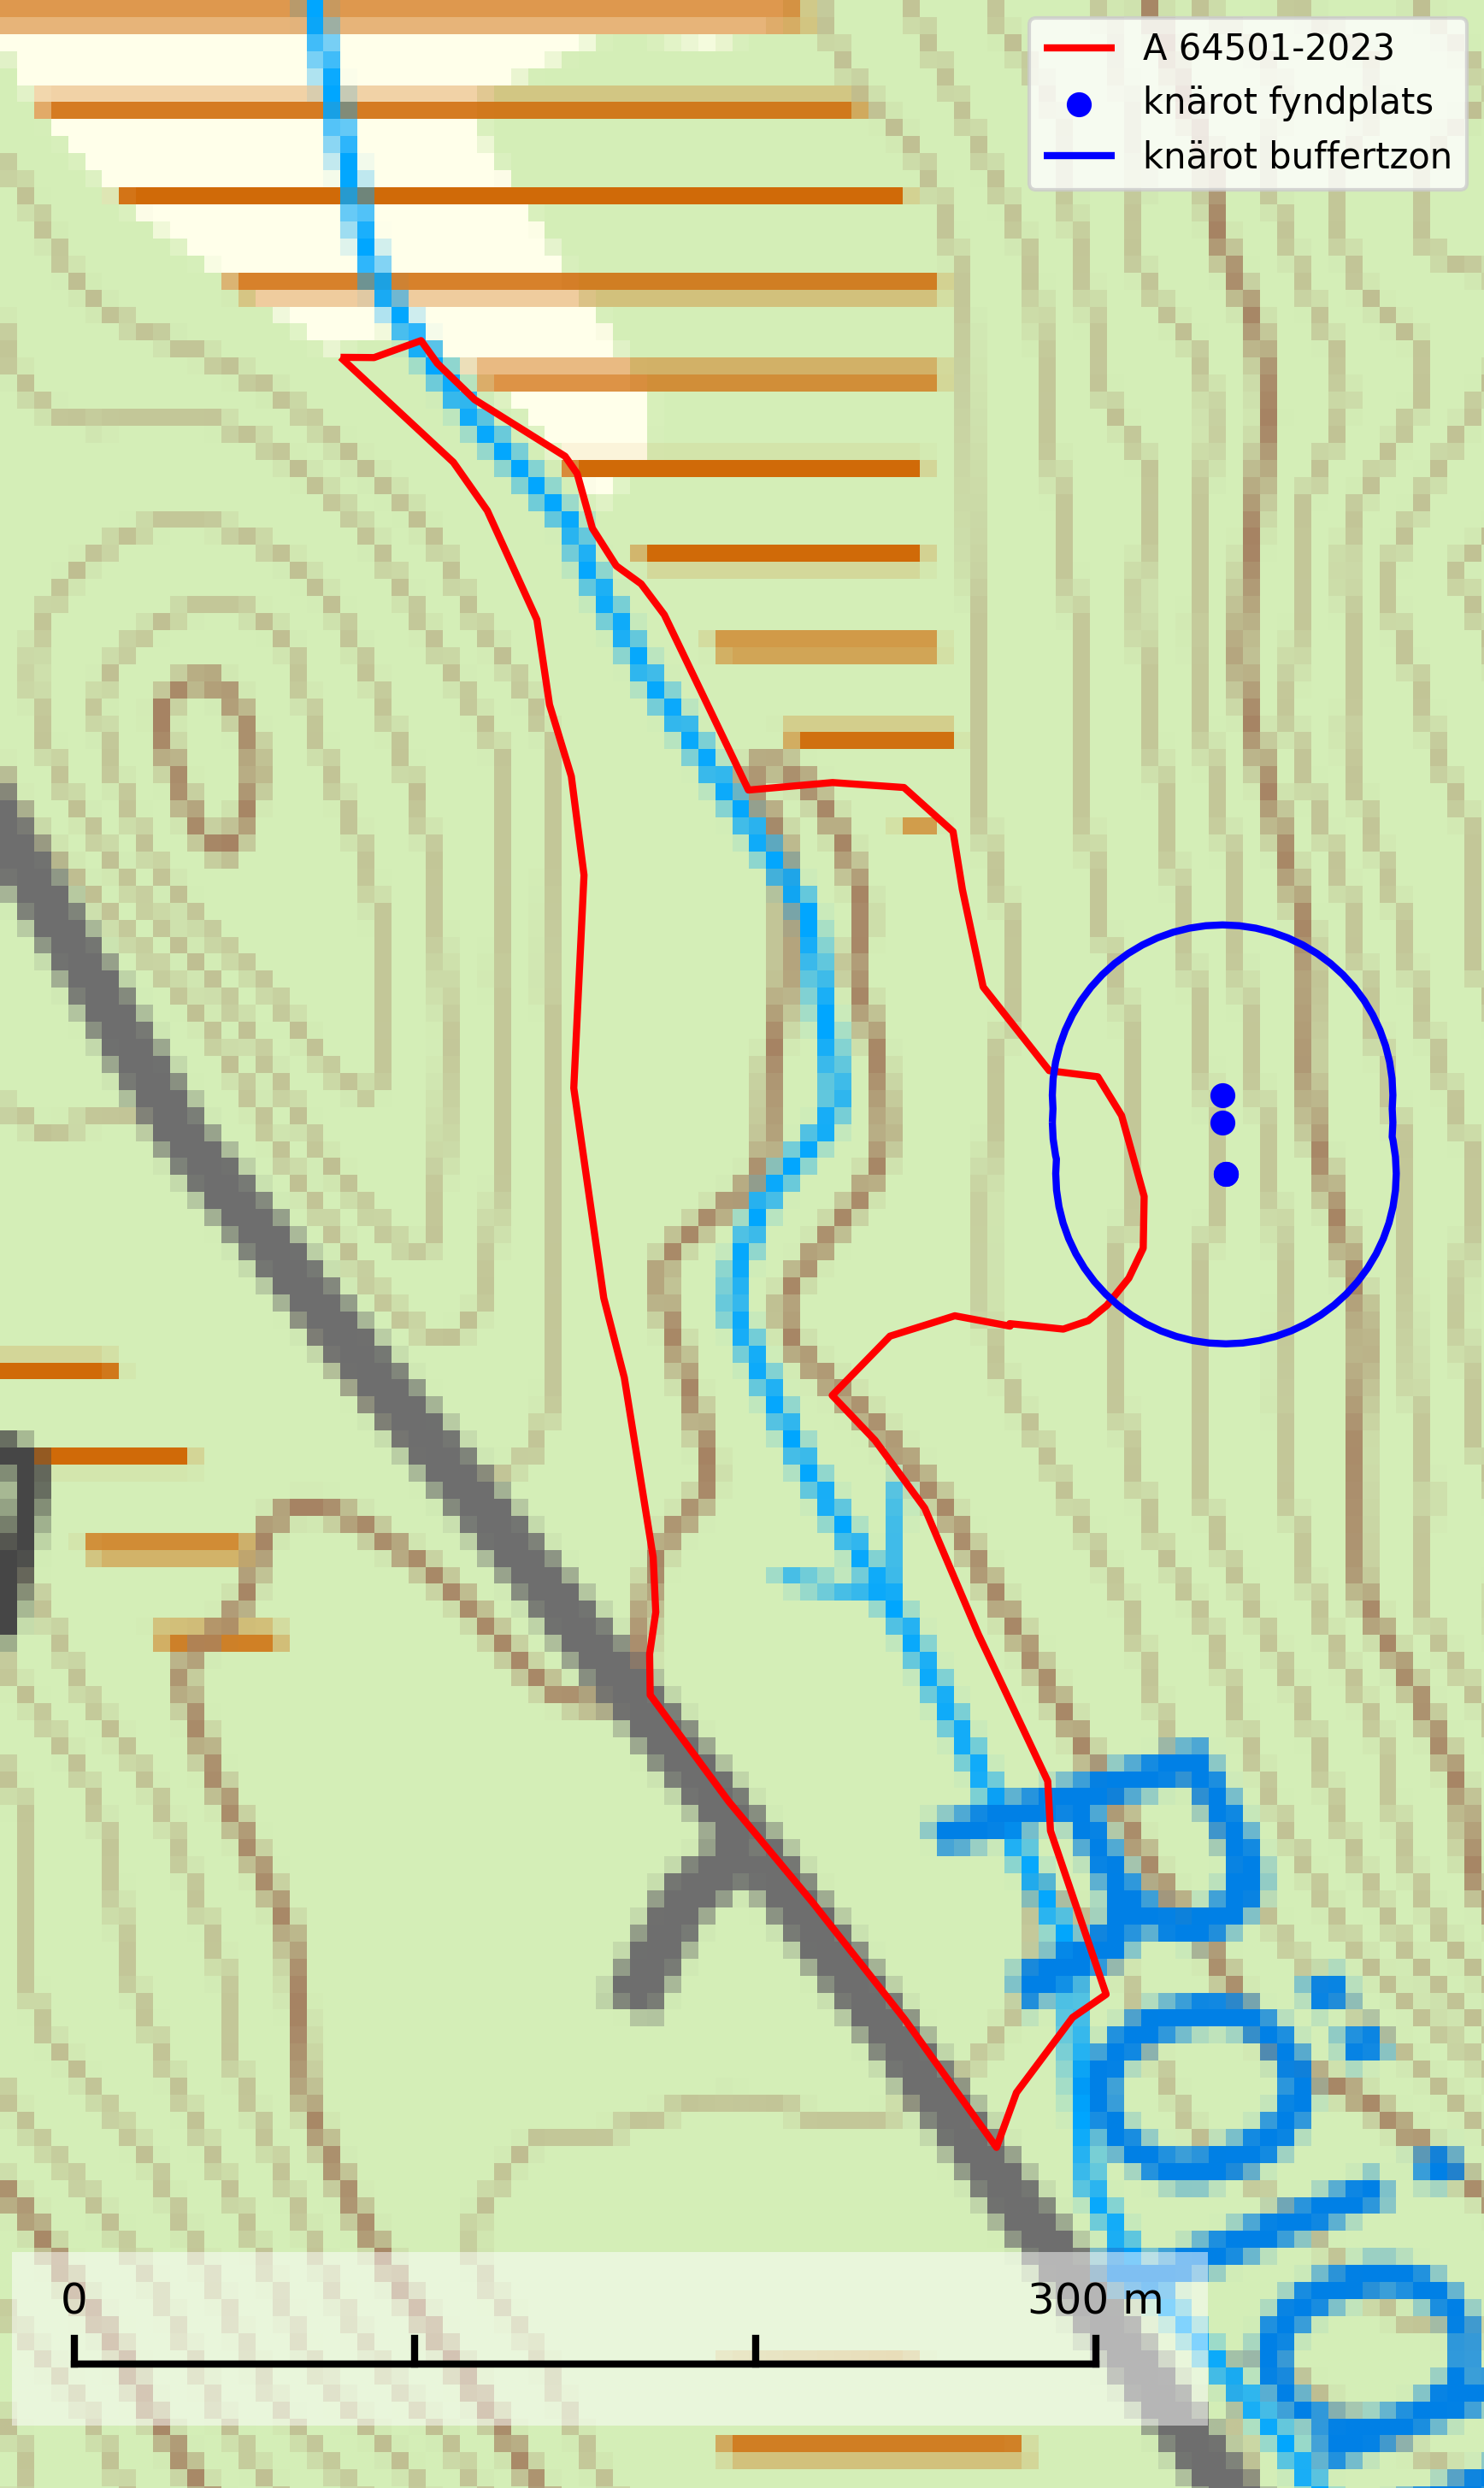 A 64501-2023
knärot fyndplats
knärot buffertzon
0
300 m